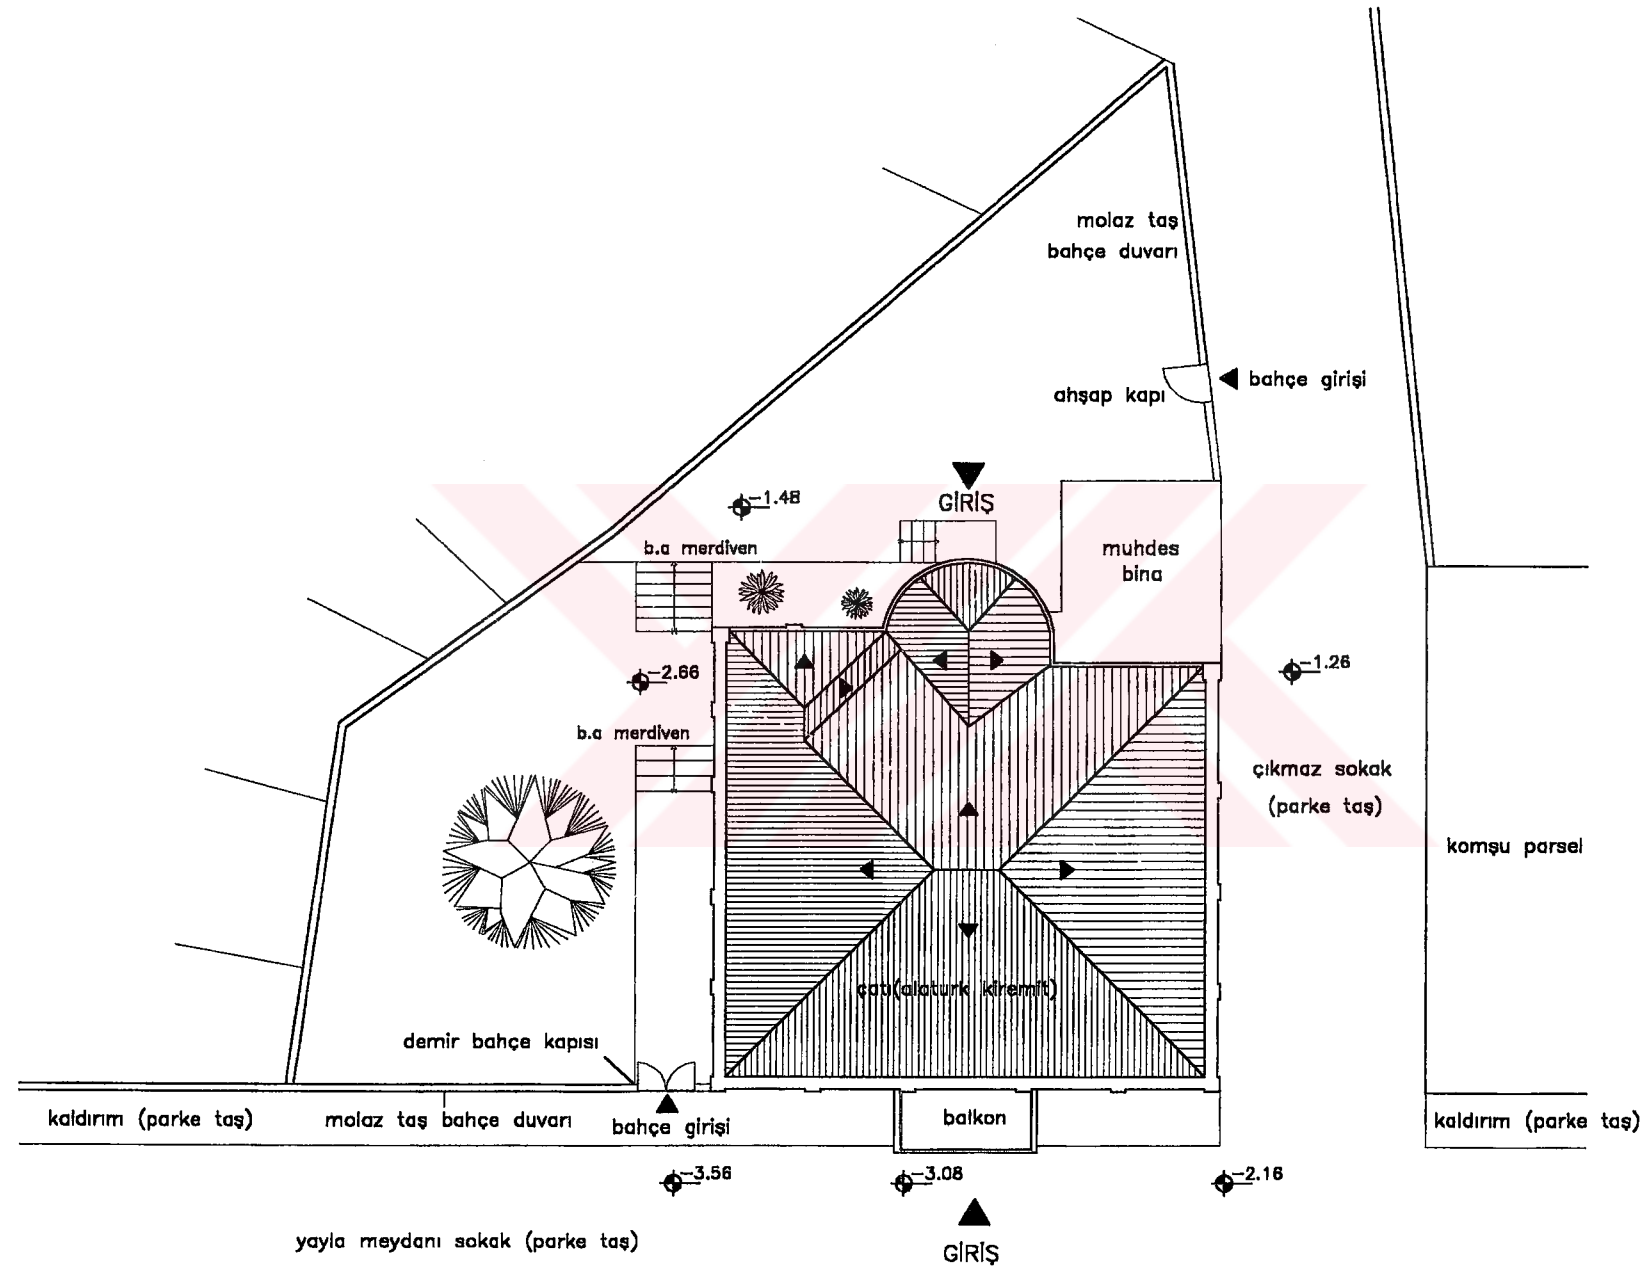 molaz taş
bahçe duvarı
bahçe girişi
ahşap kapı
-1.48
GİRİŞ
b.a merdiven
muhdes
bina
-2.66
-1.26
b.a merdiven
çıkmaz sokak
(parke taş)
komşu parsel
çatı(alaturk kiremit)
demir bahçe kapısı
kaldırım (parke taş)
molaz taş bahçe duvarı
bahçe girişi
balkon
kaldırım (parke taş)
-3.56
-3.08
-2.16
yayla meydanı sokak (parke taş)
GİRİŞ